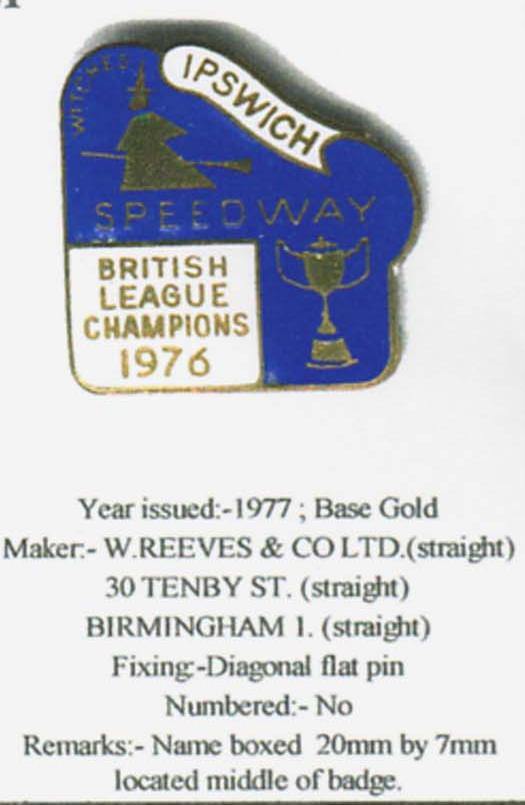 WITCHES
IPSWICH
SPEEDWAY
BRITISH
LEAGUE
CHAMPIONS
1976
Year issued:-1977 ; Base Gold
Maker:- W.REEVES & CO LTD.(straight)
30 TENBY ST. (straight)
BIRMINGHAM 1. (straight)
Fixing:-Diagonal flat pin
Numbered:- No
Remarks:- Name boxed 20mm by 7mm
located middle of badge.